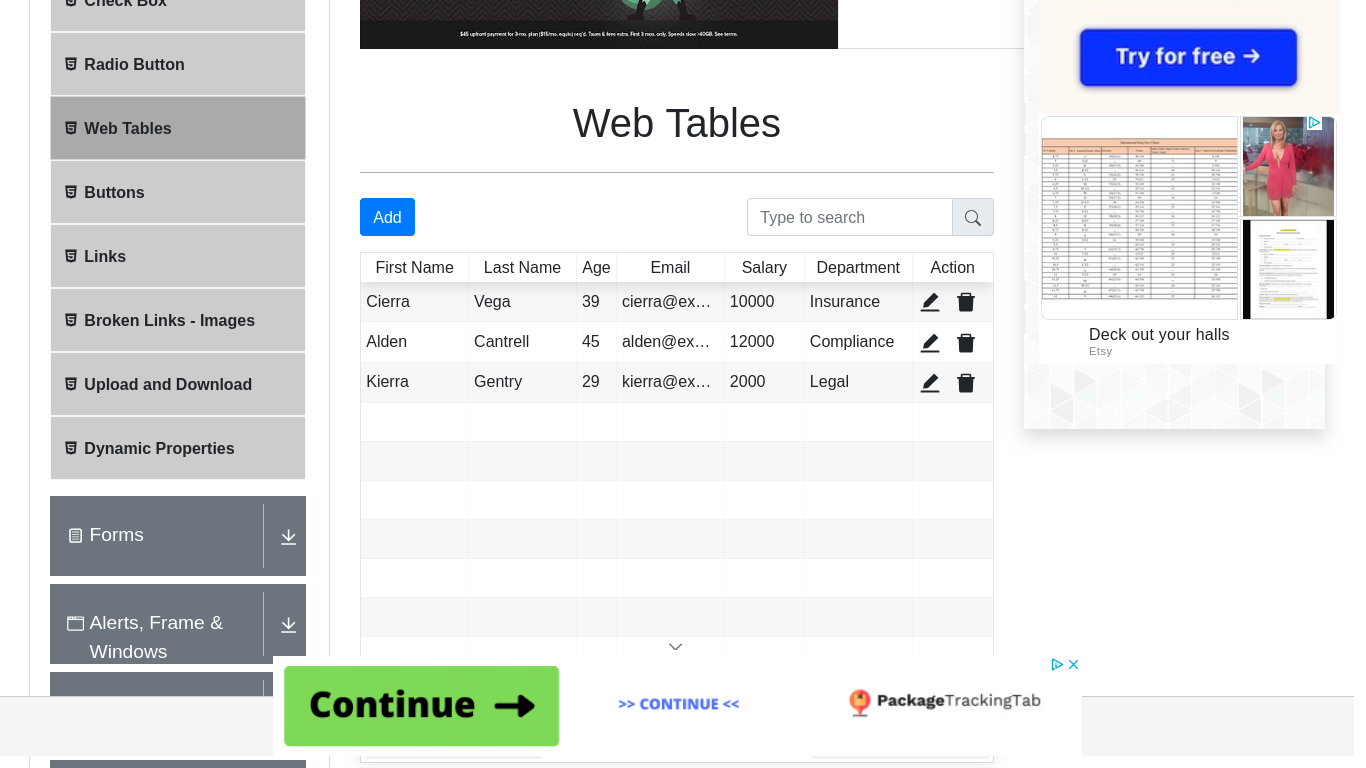 Check Box
Radio Button
Web Tables
Buttons
Links
Broken Links - Images
Upload and Download
Dynamic Properties
Forms
Alerts, Frame &
Windows
$45 upfront payment for 3-mo. plan ($15/mo. equiv.) req'd. Taxes & fees extra. First 3 mos. only. Speeds slow >40GB. See terms.
Web Tables
Add
Type to search
First Name Last Name Age Email Salary Department Action
Cierra Vega 39 cierra@ex… 10000 Insurance
Alden Cantrell 45 alden@ex… 12000 Compliance
Kierra Gentry 29 kierra@ex… 2000 Legal
Try for free →
Deck out your halls
Etsy
Continue →
>> CONTINUE <<
PackageTrackingTab